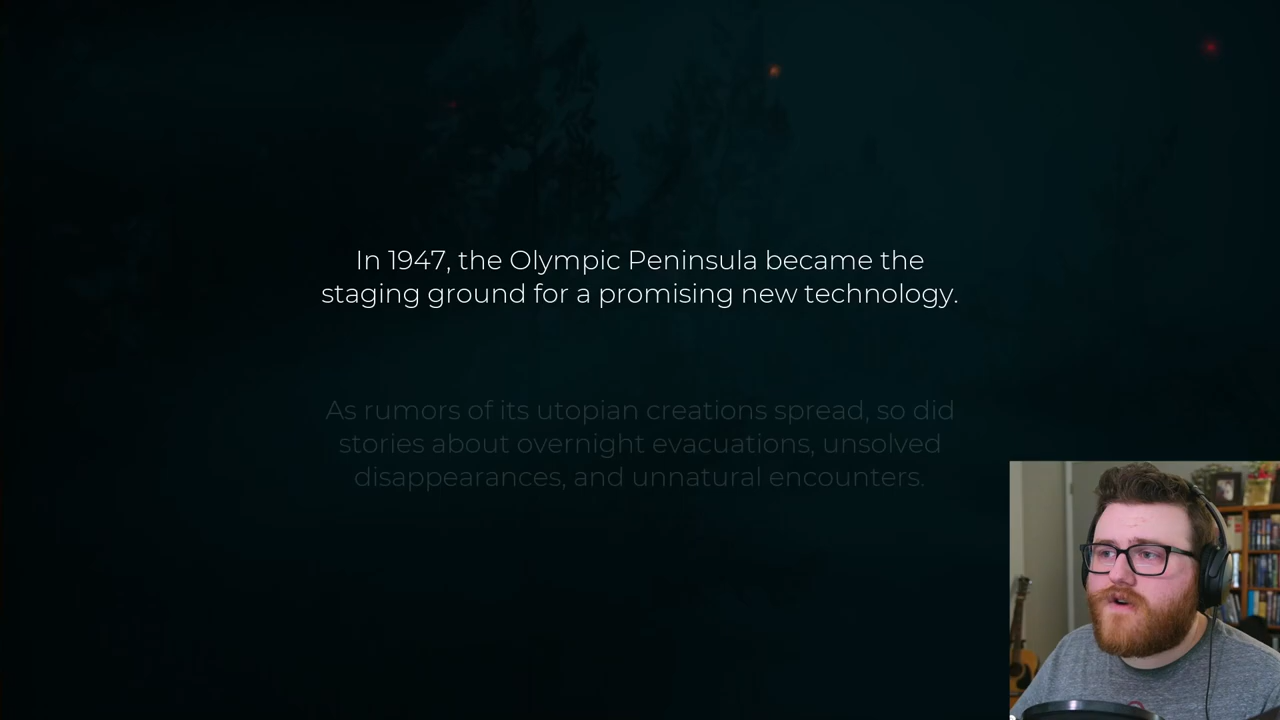 In 1947, the Olympic Peninsula became the
staging ground for a promising new technology.
As rumors of its utopian creations spread, so did
stories about overnight evacuations, unsolved
disappearances, and unnatural encounters.